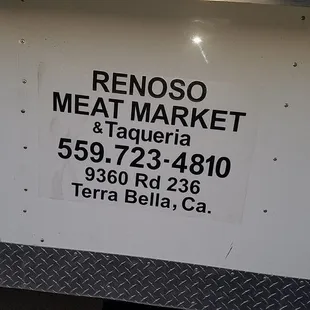 RENOSO
MEAT MARKET
& Taqueria
559.723-4810
9360 Rd 236
Terra Bella, Ca.